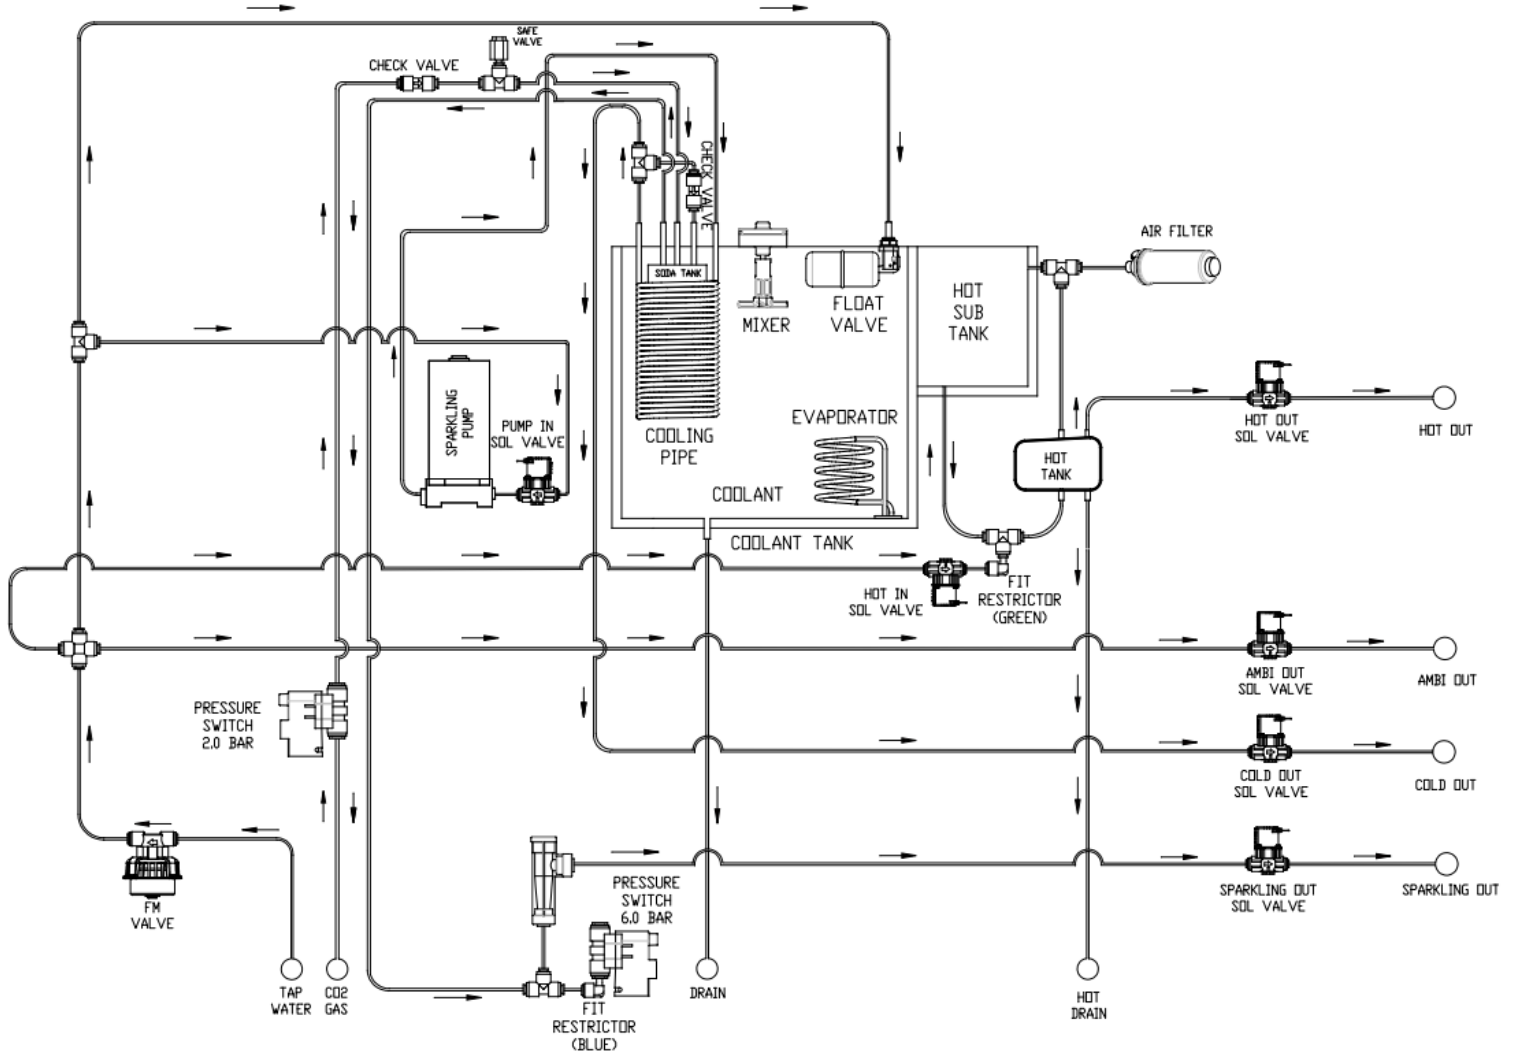 SAFE
VALVE
CHECK VALVE
CHECK VALVE
AIR FILTER
SODA TANK
MIXER
FLOAT
VALVE
HOT
SUB
TANK
SPARKLING
PUMP
PUMP IN
SOL VALVE
COOLING
PIPE
EVAPORATOR
COOLANT
COOLANT TANK
HOT
TANK
HOT OUT
SOL VALVE
HOT OUT
HOT IN
SOL VALVE
FIT
RESTRICTOR
(GREEN)
AMBI OUT
SOL VALVE
AMBI OUT
PRESSURE
SWITCH
2.0 BAR
COLD OUT
SOL VALVE
COLD OUT
FM
VALVE
PRESSURE
SWITCH
6.0 BAR
SPARKLING OUT
SOL VALVE
SPARKLING OUT
TAP
WATER
CO2
GAS
FIT
RESTRICTOR
(BLUE)
DRAIN
HOT
DRAIN